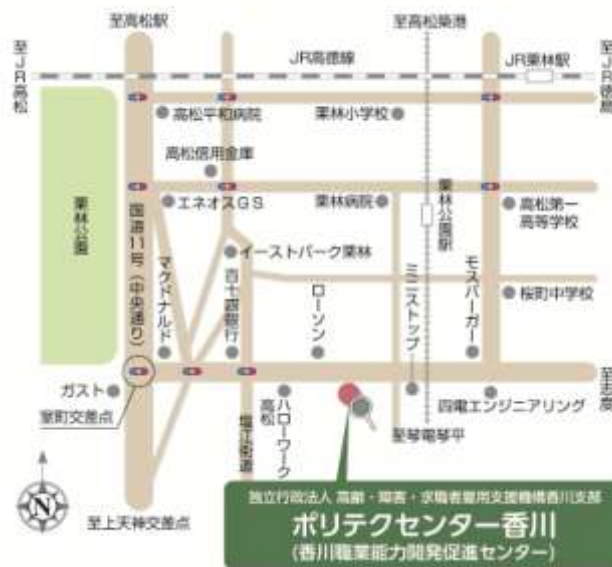 至高松駅
至高松築港
至JR高松
JR高徳線
JR栗林駅
至JR徳島
高松平和病院
栗林小学校
高松信用金庫
栗林公園
国道11号(中央通り)
エネオスGS
栗林病院
栗林公園駅
高松第一
高等学校
イーストパーク栗林
マクドナルド
百十四銀行
ローソン
ミニストップ
モスバーガー
桜町中学校
ガスト
室町交差点
塩江街道
ハローワーク
高松
四電エンジニアリング
至志度
至琴電琴平
N
至上天神交差点
独立行政法人 高齢・障害・求職者雇用支援機構香川支部
ポリテクセンター香川
(香川職業能力開発促進センター)